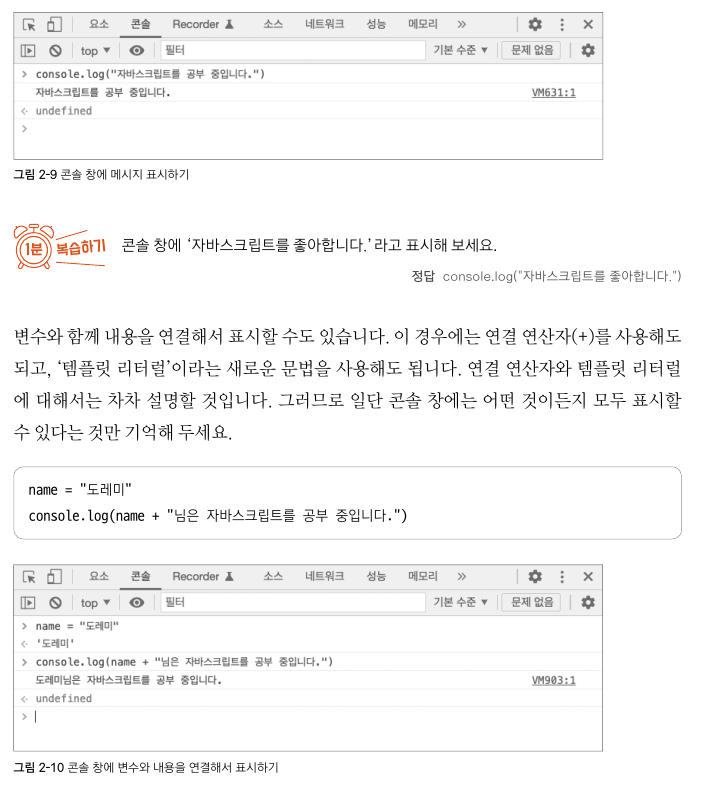 요소 콘솔 Recorder 소스 네트워크 성능 메모리 »
top ▼ 필터 기본 수준 ▼ 문제 없음
> console.log("자바스크립트를 공부 중입니다.")
자바스크립트를 공부 중입니다. VM631:1
<· undefined
>
그림 2-9 콘솔 창에 메시지 표시하기
1분 복습하기 콘솔 창에 ‘자바스크립트를 좋아합니다.’라고 표시해 보세요.
정답 console.log("자바스크립트를 좋아합니다.")
변수와 함께 내용을 연결해서 표시할 수도 있습니다. 이 경우에는 연결 연산자(+)를 사용해도
되고, ‘템플릿 리터럴’이라는 새로운 문법을 사용해도 됩니다. 연결 연산자와 템플릿 리터럴
에 대해서는 차차 설명할 것입니다. 그러므로 일단 콘솔 창에는 어떤 것이든지 모두 표시할
수 있다는 것만 기억해 두세요.
name = "도레미"
console.log(name + "님은 자바스크립트를 공부 중입니다.")
요소 콘솔 Recorder 소스 네트워크 성능 메모리 »
top ▼ 필터 기본 수준 ▼ 문제 없음
> name = "도레미"
<· '도레미'
> console.log(name + "님은 자바스크립트를 공부 중입니다.")
도레미님은 자바스크립트를 공부 중입니다. VM903:1
<· undefined
>
그림 2-10 콘솔 창에 변수와 내용을 연결해서 표시하기